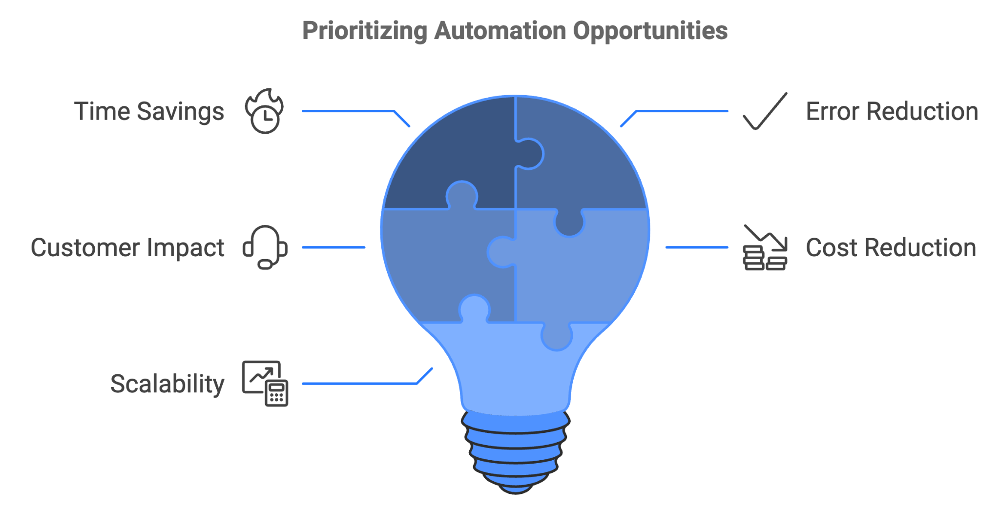 Prioritizing Automation Opportunities
Time Savings
Error Reduction
Customer Impact
Cost Reduction
Scalability